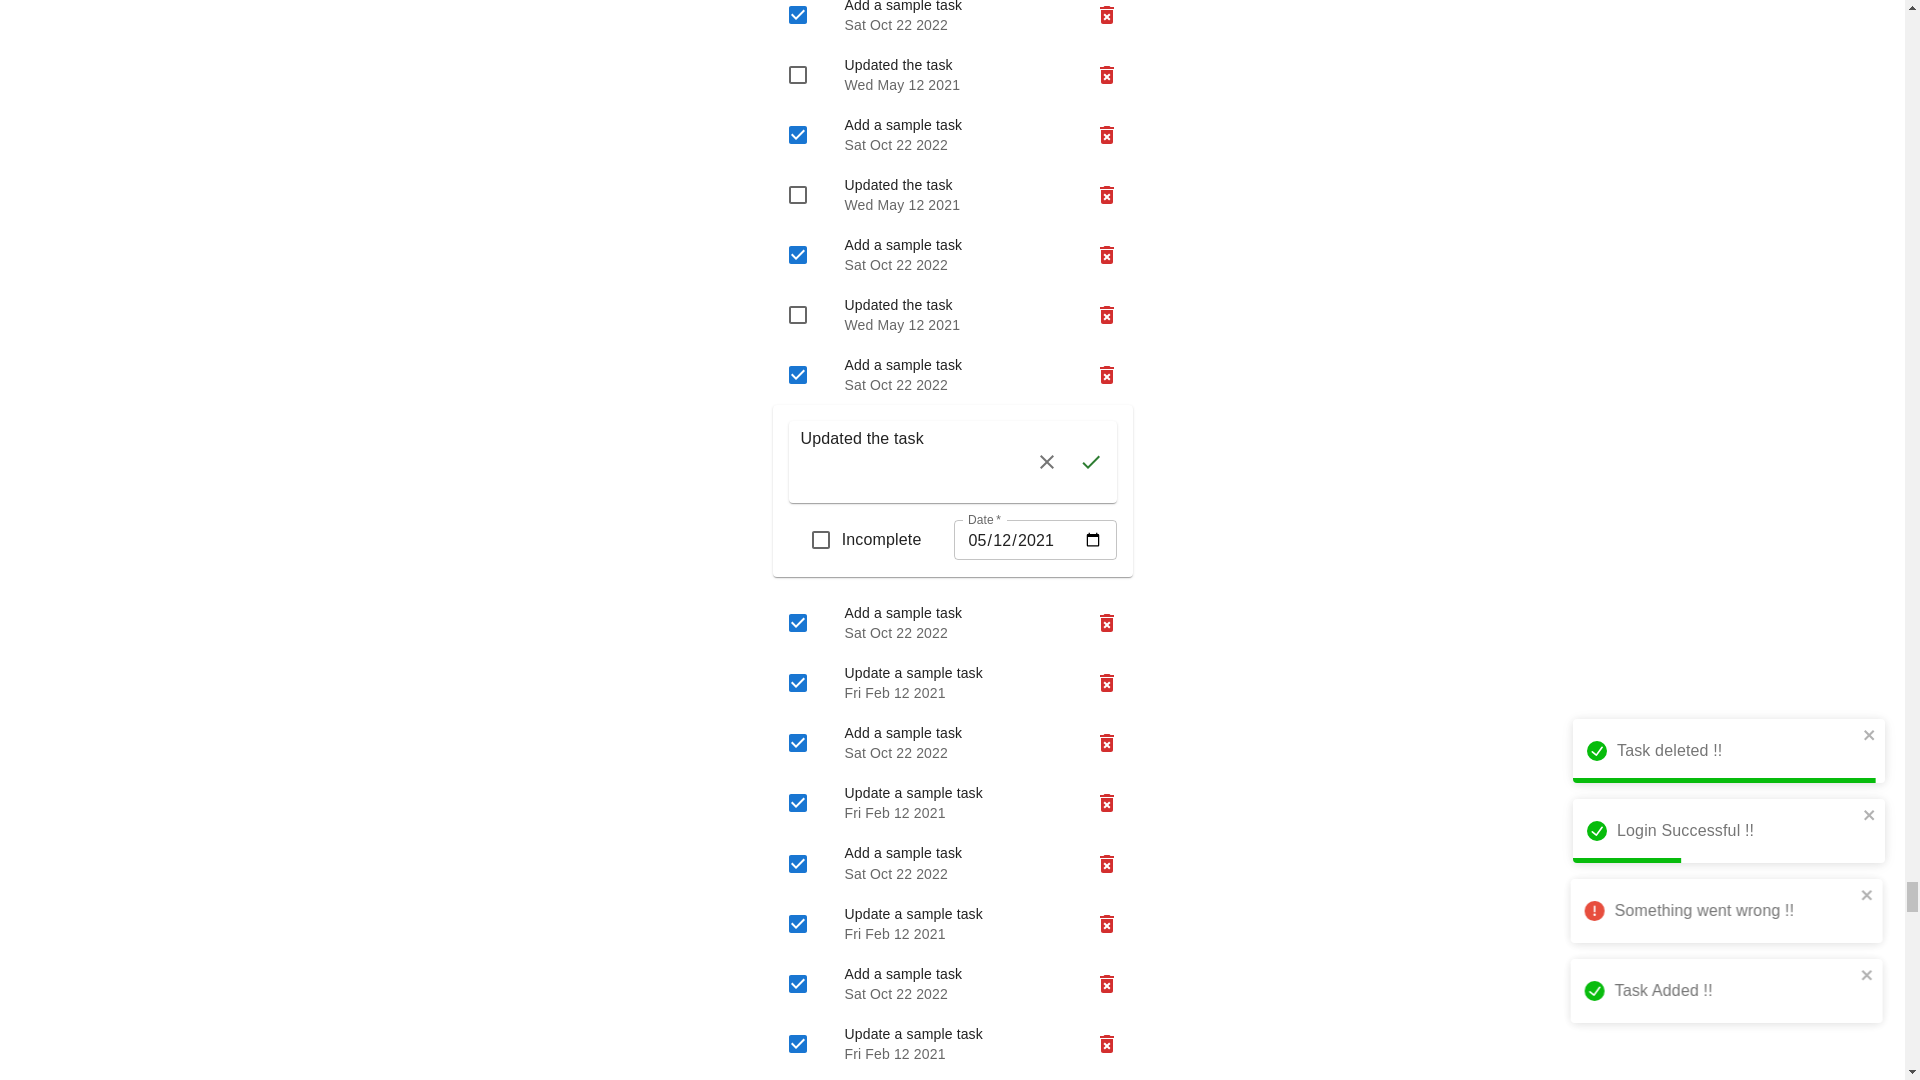 Add a sample task
Sat Oct 22 2022
Updated the task
Wed May 12 2021
Add a sample task
Sat Oct 22 2022
Updated the task
Wed May 12 2021
Add a sample task
Sat Oct 22 2022
Updated the task
Wed May 12 2021
Add a sample task
Sat Oct 22 2022
Updated the task
Incomplete
Date *
05/12/2021
Add a sample task
Sat Oct 22 2022
Update a sample task
Fri Feb 12 2021
Add a sample task
Sat Oct 22 2022
Update a sample task
Fri Feb 12 2021
Add a sample task
Sat Oct 22 2022
Update a sample task
Fri Feb 12 2021
Add a sample task
Sat Oct 22 2022
Update a sample task
Fri Feb 12 2021
Task deleted !!
Login Successful !!
Something went wrong !!
Task Added !!